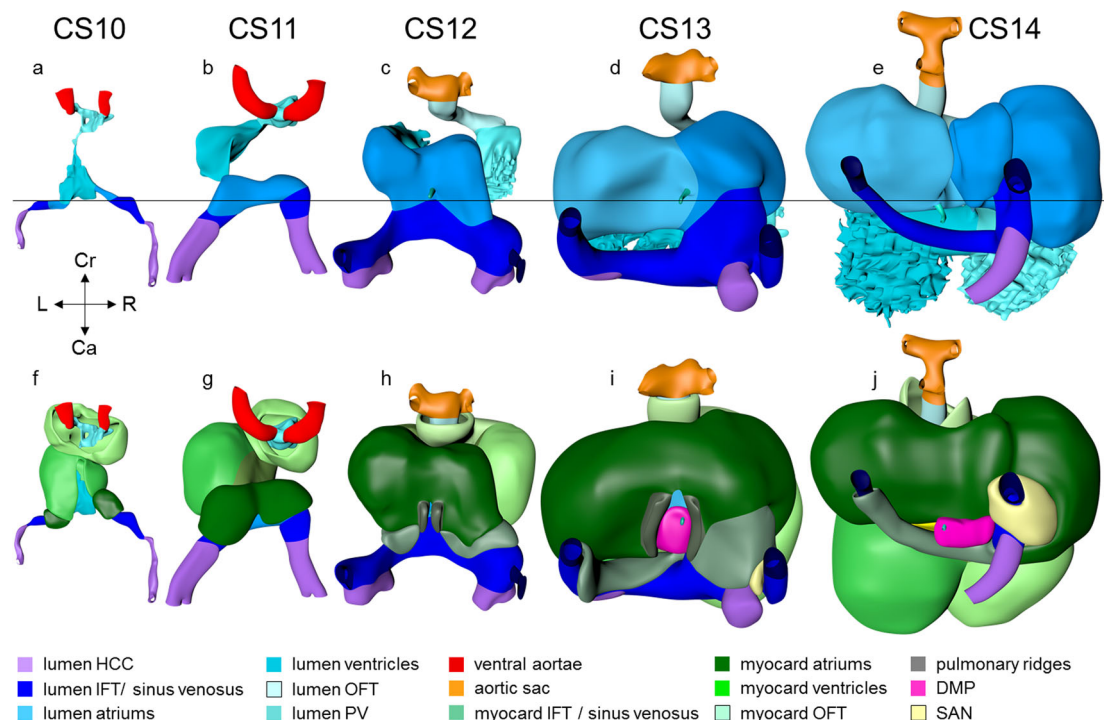 CS10 CS11 CS12 CS13 CS14
a b c d e
Cr
L R
Ca
f g h i j
lumen HCC lumen ventricles ventral aortae myocard atriums pulmonary ridges
lumen IFT/ sinus venosus lumen OFT aortic sac myocard ventricles DMP
lumen atriums lumen PV myocard IFT / sinus venosus myocard OFT SAN